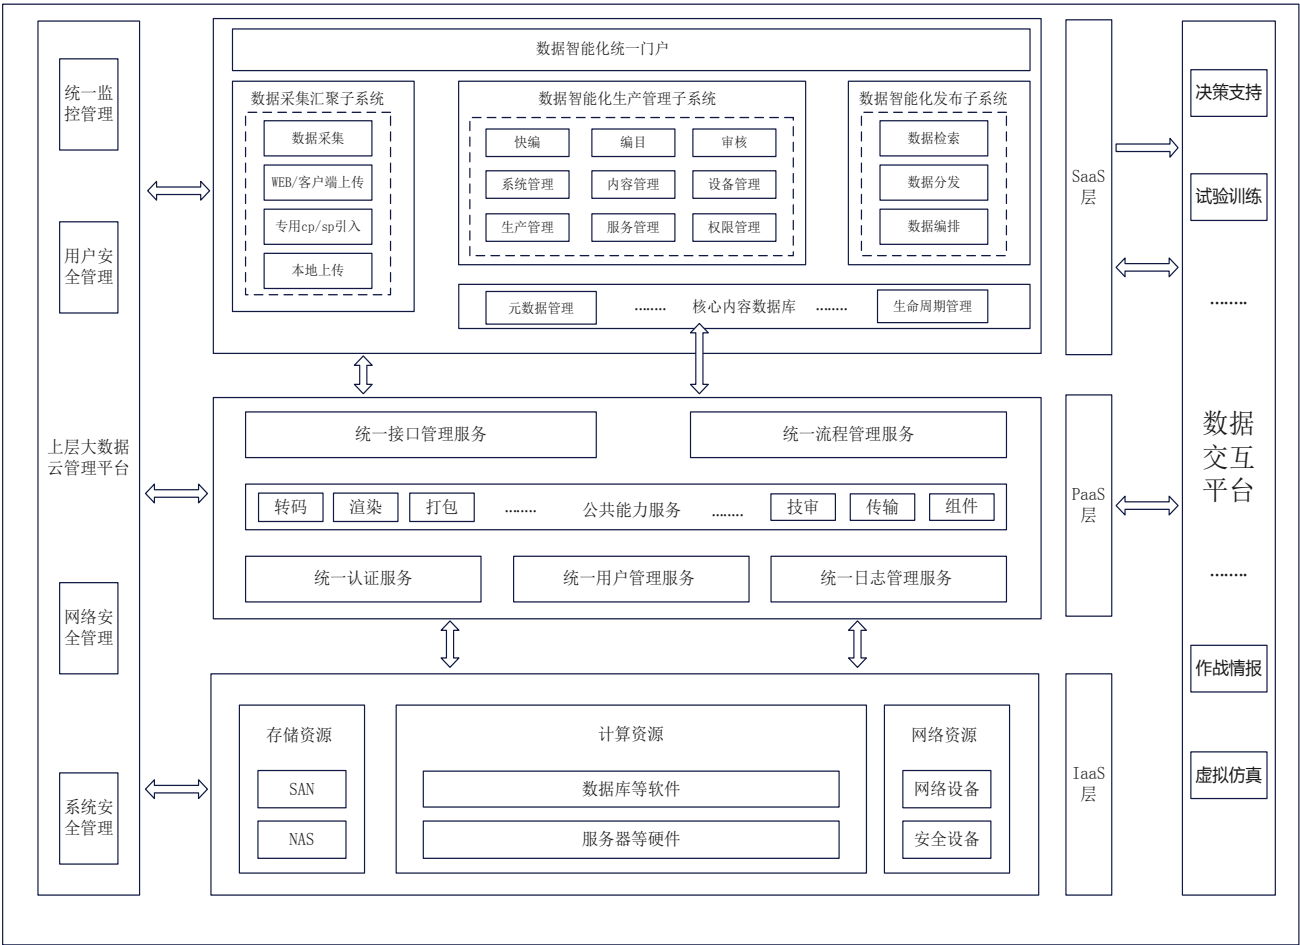 统一监
控管理
用户安
全管理
上层大数据
云管理平台
网络安
全管理
系统安
全管理
数据智能化统一门户
数据采集汇聚子系统
数据采集
WEB/客户端上传
专用cp/sp引入
本地上传
数据智能化生产管理子系统
快编 编目 审核
系统管理 内容管理 设备管理
生产管理 服务管理 权限管理
数据智能化发布子系统
数据检索
数据分发
数据编排
元数据管理 …… 核心内容数据库 …… 生命周期管理
统一接口管理服务 统一流程管理服务
转码 渲染 打包 …… 公共能力服务 …… 技审 传输 组件
统一认证服务 统一用户管理服务 统一日志管理服务
存储资源
SAN
NAS
计算资源
数据库等软件
服务器等硬件
网络资源
网络设备
安全设备
SaaS
层
PaaS
层
IaaS
层
决策支持
试验训练
……
数据
交互
平台
……
作战情报
虚拟仿真